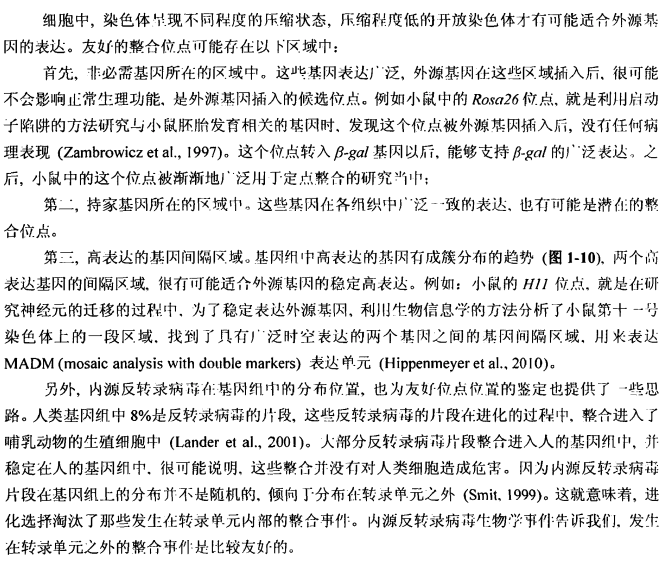 细胞中，染色体呈现不同程度的压缩状态，压缩程度低的开放染色体才有可能适合外源基
因的表达。友好的整合位点可能存在以下区域中：
首先，非必需基因所在的区域中。这些基因表达广泛，外源基因在这些区域插入后，很可能
不会影响正常生理功能，是外源基因插入的候选位点。例如小鼠中的 Rosa26 位点，就是利用启动
子陷阱的方法研究与小鼠胚胎发育相关的基因时，发现这个位点被外源基因插入后，没有任何病
理表现 (Zambrowicz et al., 1997)。这个位点转入 β-gal 基因以后，能够支持 β-gal 的广泛表达。之
后，小鼠中的这个位点被渐渐地广泛用于定点整合的研究当中；
第二，持家基因所在的区域中。这些基因在各组织中广泛一致的表达，也有可能是潜在的整
合位点。
第三，高表达的基因间隔区域。基因组中高表达的基因有成簇分布的趋势 (图 1-10)，两个高
表达基因的间隔区域，很有可能适合外源基因的稳定高表达。例如：小鼠的 H11 位点，就是在研
究神经元的迁移的过程中，为了稳定表达外源基因，利用生物信息学的方法分析了小鼠第十一号
染色体上的一段区域，找到了具有广泛时空表达的两个基因之间的基因间隔区域，用来表达
MADM (mosaic analysis with double markers) 表达单元 (Hippenmeyer et al., 2010)。
另外，内源反转录病毒在基因组中的分布位置，也为友好位点位置的鉴定也提供了一些思
路。人类基因组中 8%是反转录病毒的片段，这些反转录病毒的片段在进化的过程中，整合进入了
哺乳动物的生殖细胞中 (Lander et al., 2001)。大部分反转录病毒片段整合进入人的基因组中，并
稳定在人的基因组中，很可能说明，这些整合并没有对人类细胞造成危害。因为内源反转录病毒
片段在基因组上的分布并不是随机的，倾向于分布在转录单元之外 (Smit, 1999)。这就意味着，进
化选择淘汰了那些发生在转录单元内部的整合事件。内源反转录病毒生物学事件告诉我们，发生
在转录单元之外的整合事件是比较友好的。